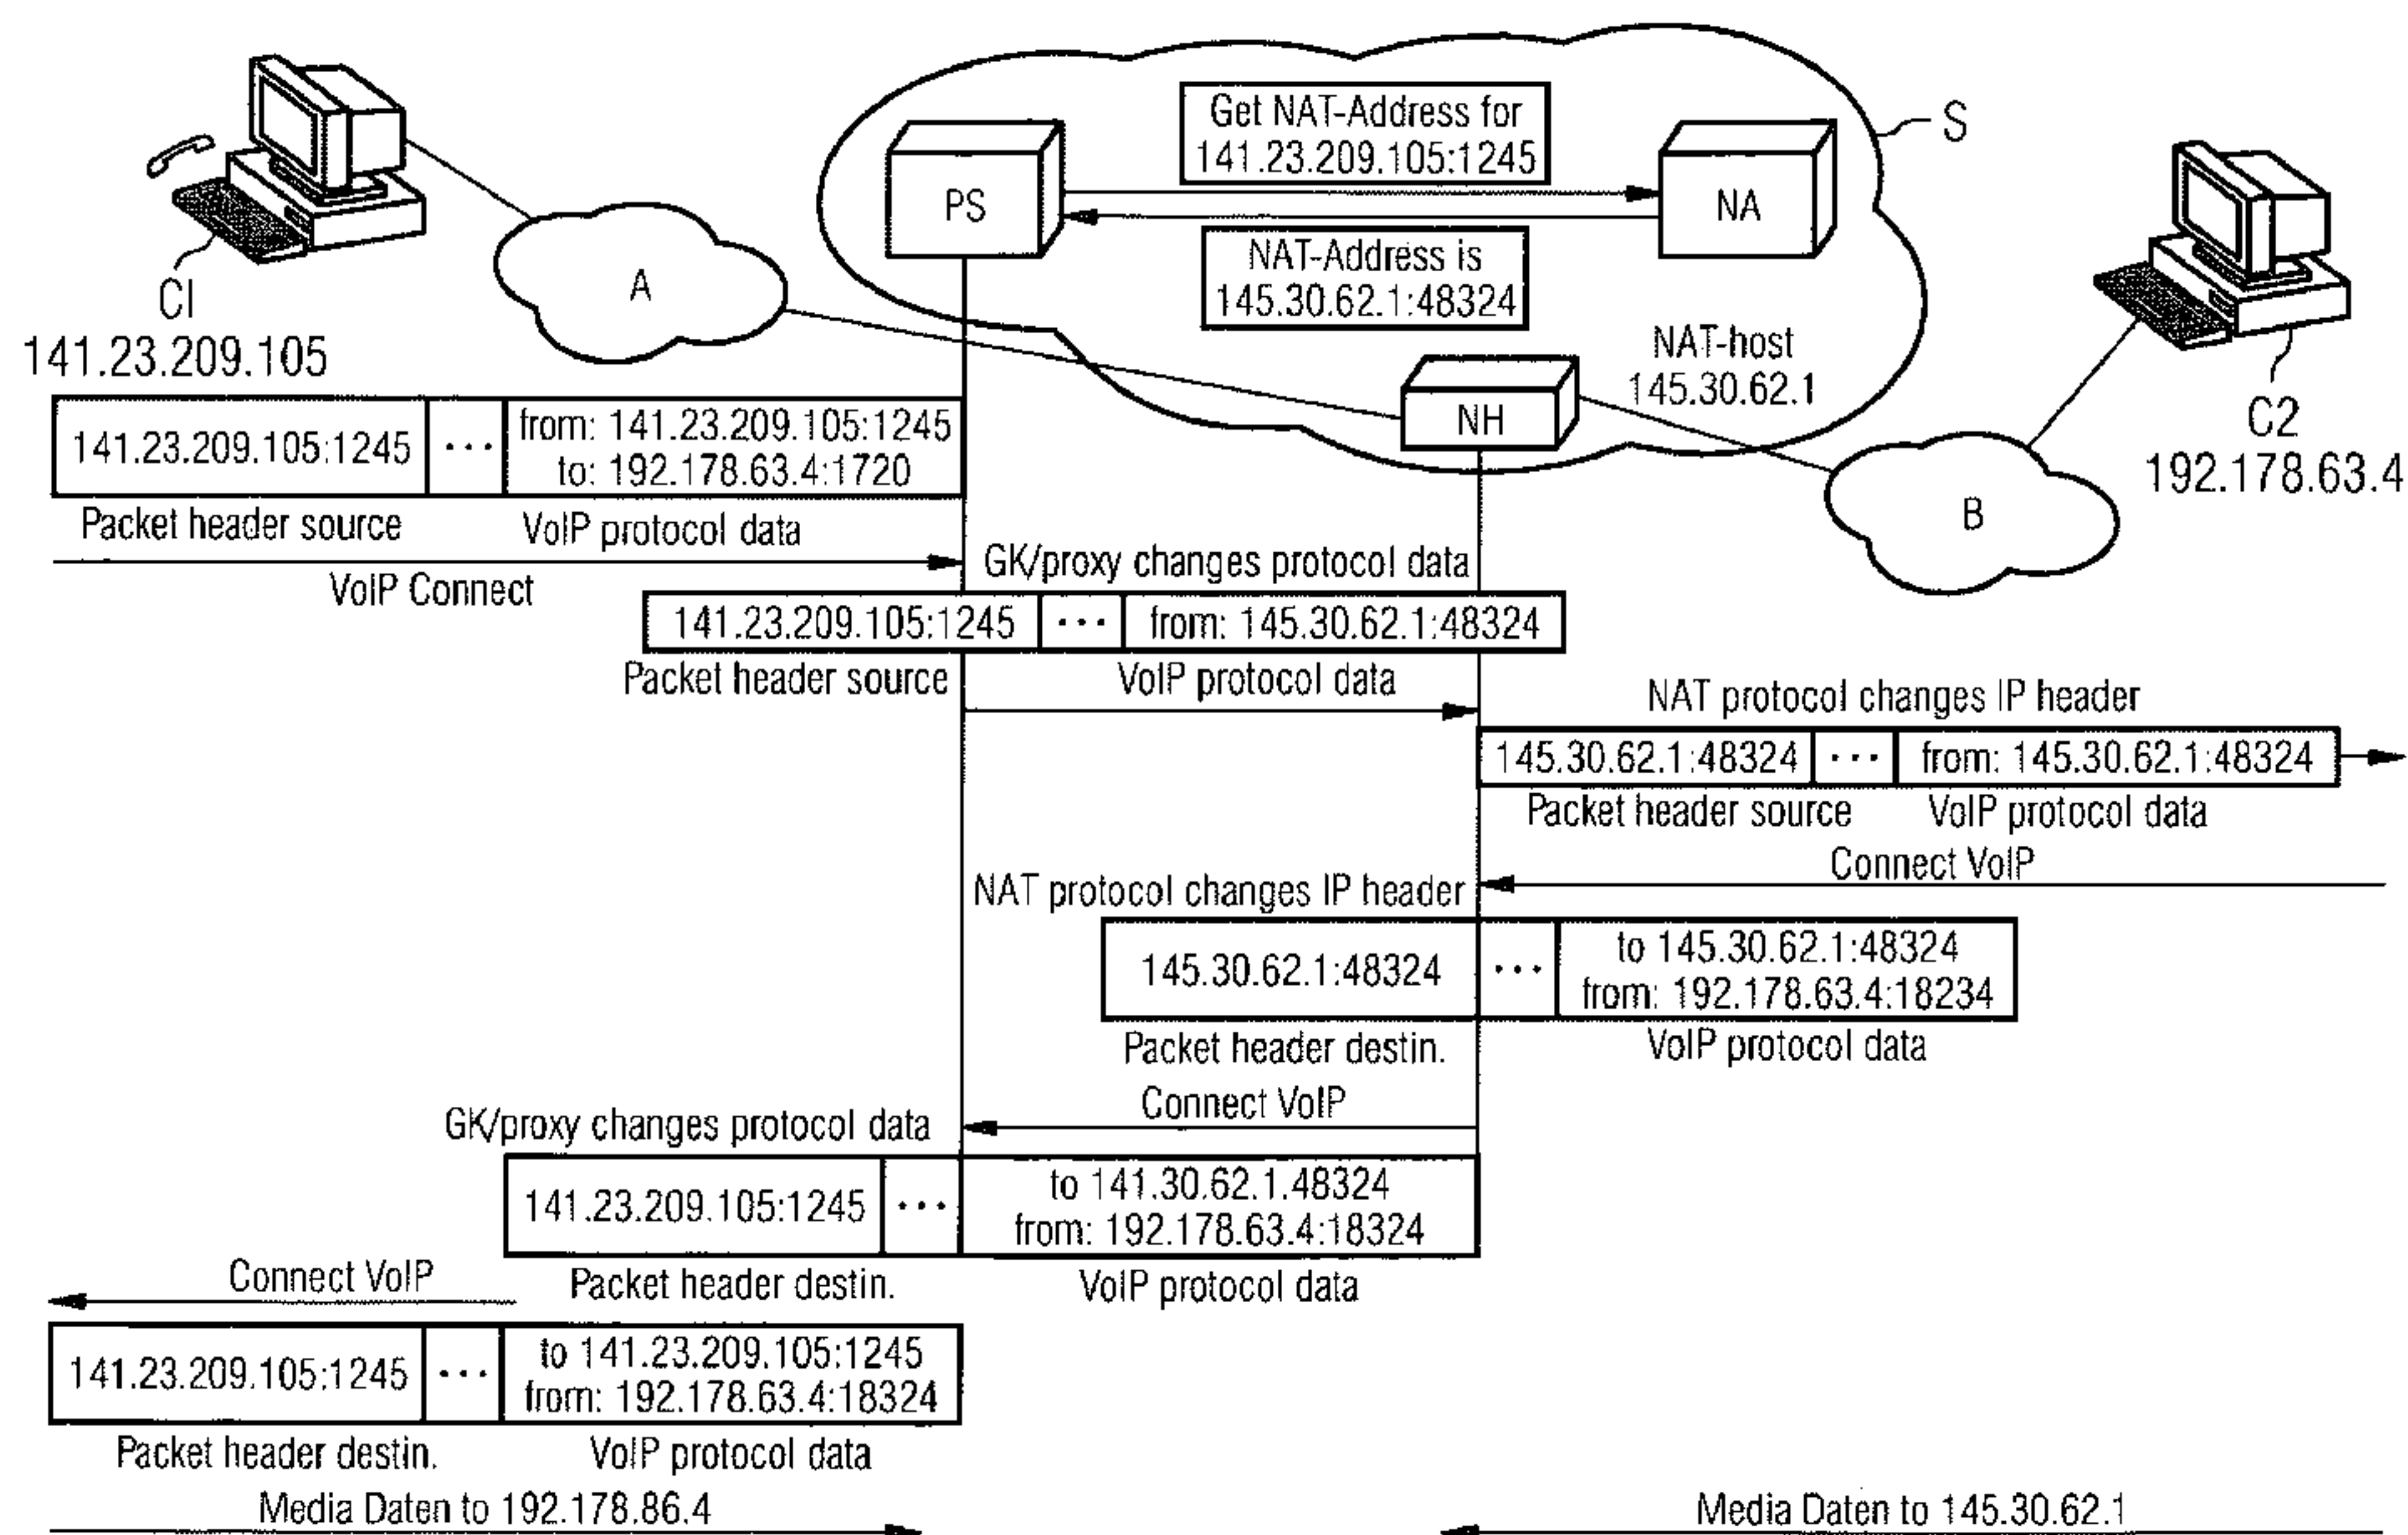 Get NAT-Address for
141.23.209.105:1245
S
PS
NA
NAT-Address is
145.30.62.1:48324
A
C1
141.23.209.105
NAT-host
145.30.62.1
NH
C2
192.178.63.4
B
141.23.209.105:1245 ... from: 141.23.209.105:1245
to: 192.178.63.4:1720
Packet header source VoIP protocol data
VoIP Connect
GK/proxy changes protocol data
141.23.209.105:1245 ... from: 145.30.62.1:48324
Packet header source VoIP protocol data
NAT protocol changes IP header
145.30.62.1:48324 ... from: 145.30.62.1:48324
Packet header source VoIP protocol data
Connect VoIP
NAT protocol changes IP header
145.30.62.1:48324 ... to 145.30.62.1:48324
from: 192.178.63.4:18234
Packet header destin. VoIP protocol data
Connect VoIP
GK/proxy changes protocol data
141.23.209.105:1245 ... to 141.30.62.1.48324
from: 192.178.63.4:18324
Packet header destin. VoIP protocol data
Connect VoIP
141.23.209.105:1245 ... to 141.23.209.105:1245
from: 192.178.63.4:18324
Packet header destin. VoIP protocol data
Media Daten to 192.178.86.4
Media Daten to 145.30.62.1